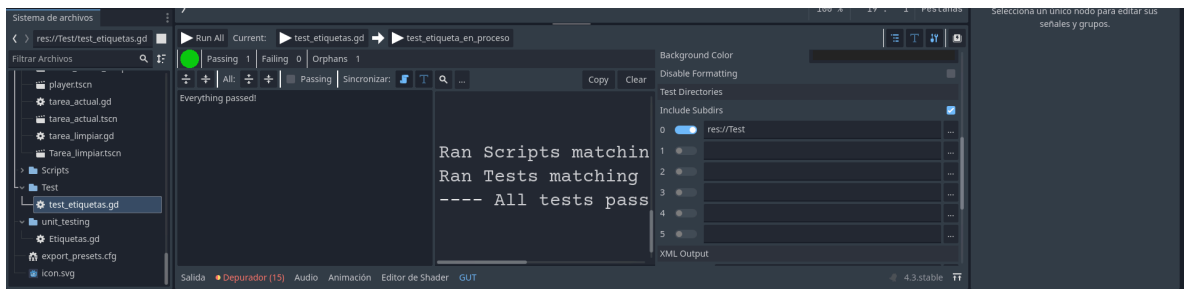 Sistema de archivos
res://Test/test_etiquetas.gd
Filtrar Archivos
player.tscn
tarea_actual.gd
tarea_actual.tscn
tarea_limpiar.gd
Tarea_limpiar.tscn
Scripts
Test
test_etiquetas.gd
unit_testing
Etiquetas.gd
export_presets.cfg
icon.svg
Run All Current: test_etiquetas.gd test_etiqueta_en_proceso
Passing 1 Failing 0 Orphans 1
All: Passing Sincronizar: T ... Copy Clear
Everything passed!
Ran Scripts matchin
Ran Tests matching
---- All tests pass
Background Color
Disable Formatting
Test Directories
Include Subdirs
0 res://Test ...
1 ...
2 ...
3 ...
4 ...
5 ...
XML Output
Salida Depurador (15) Audio Animación Editor de Shader GUT 4.3.stable
Selecciona un único nodo para editar sus
señales y grupos.